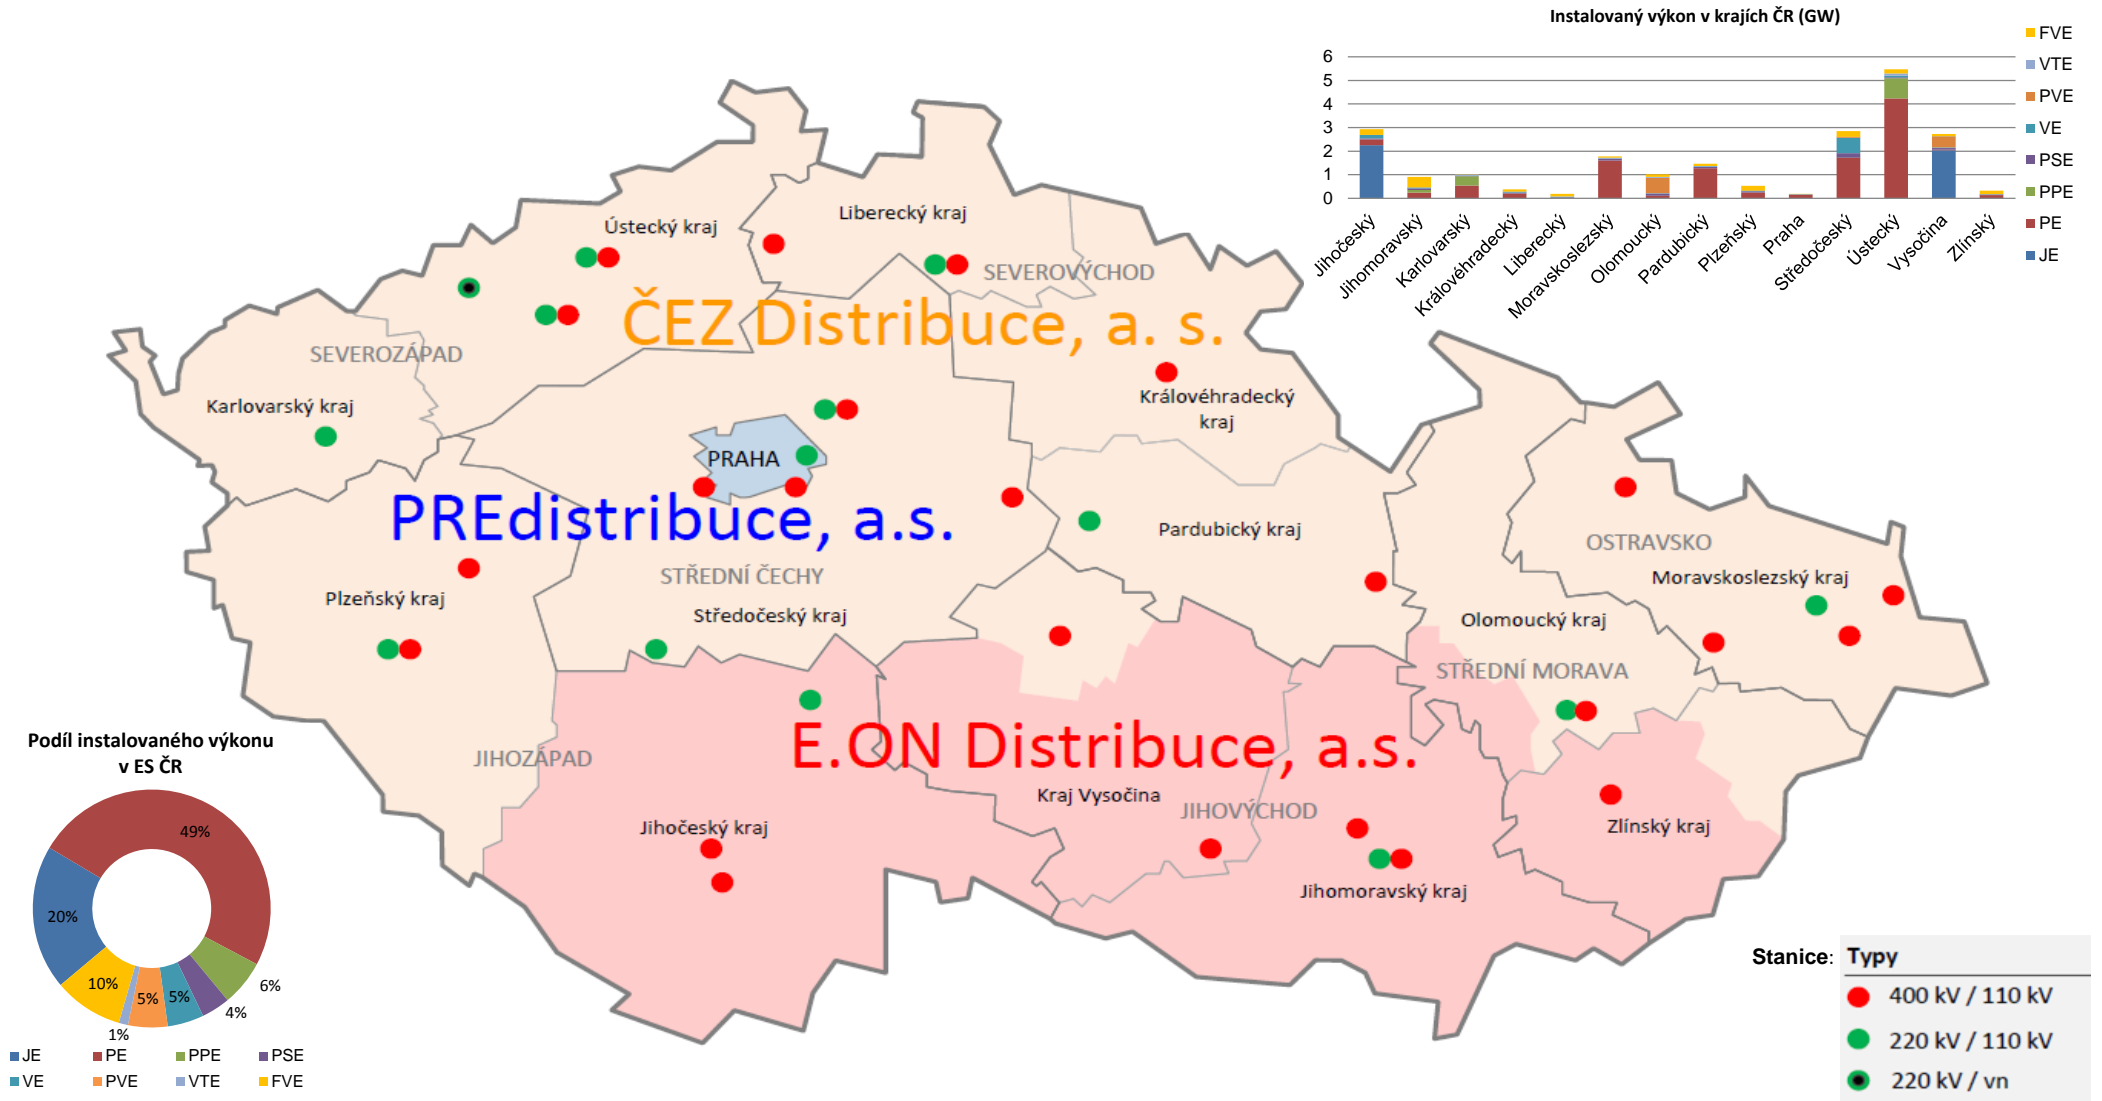 Instalovaný výkon v krajích ČR (GW)
6
5
4
3
2
1
0
Jihočeský
Jihomoravský
Karlovarský
Královéhradecký
Liberecký
Moravskoslezský
Olomoucký
Pardubický
Plzeňský
Praha
Středočeský
Ústecký
Vysočina
Zlínský
FVE
VTE
PVE
VE
PSE
PPE
PE
JE
Liberecký kraj
Ústecký kraj
SEVEROVÝCHOD
ČEZ Distribuce, a. s.
SEVEROZÁPAD
Karlovarský kraj
Královéhradecký
kraj
PRAHA
PREdistribuce, a.s.
Pardubický kraj
OSTRAVSKO
STŘEDNÍ ČECHY
Moravskoslezský kraj
Plzeňský kraj
Středočeský kraj
Olomoucký kraj
STŘEDNÍ MORAVA
E.ON Distribuce, a.s.
JIHOZÁPAD
Kraj Vysočina
JIHOVÝCHOD
Jihočeský kraj
Zlínský kraj
Jihomoravský kraj
Podíl instalovaného výkonu
v ES ČR
49%
20%
10%
1%
5%
5%
4%
6%
JE PE PPE PSE
VE PVE VTE FVE
Stanice: Typy
400 kV / 110 kV
220 kV / 110 kV
220 kV / vn